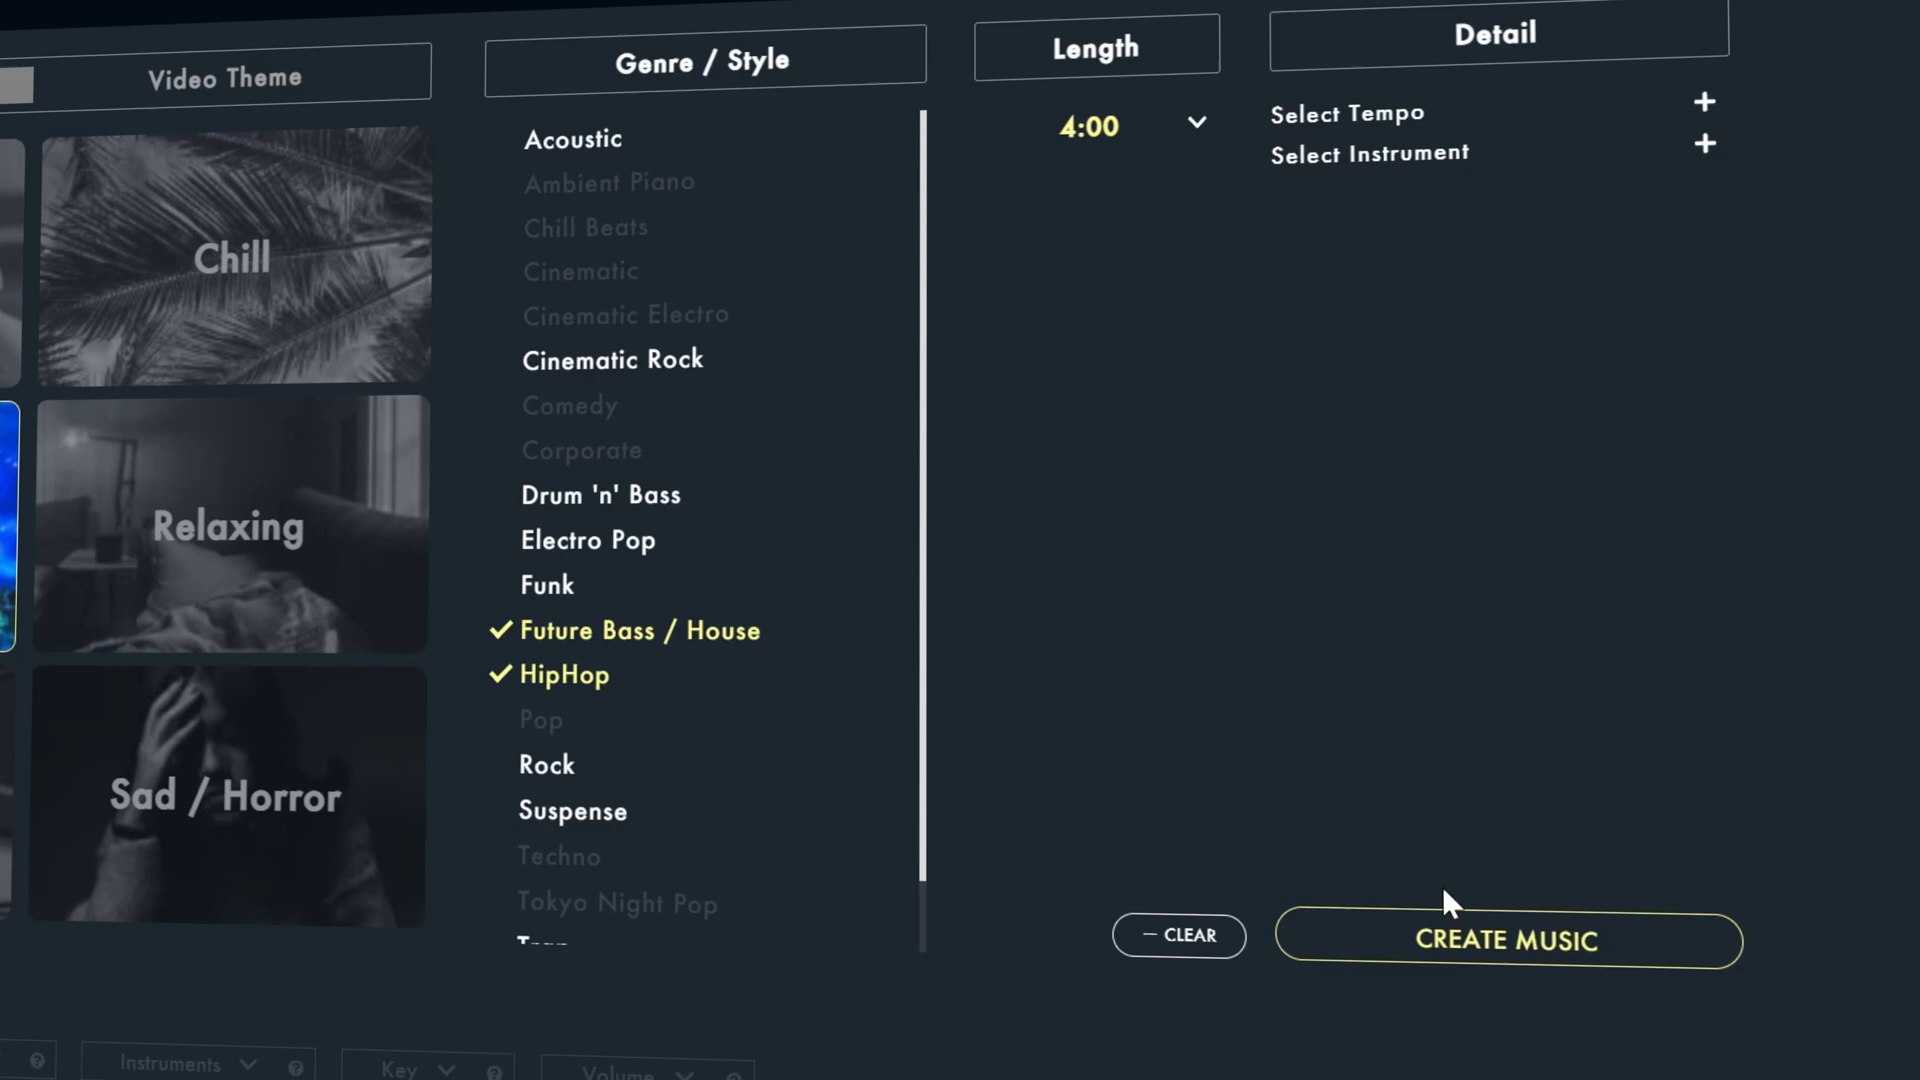 Video Theme
Chill
Relaxing
Sad / Horror
Genre / Style
Acoustic
Ambient Piano
Chill Beats
Cinematic
Cinematic Electro
Cinematic Rock
Comedy
Corporate
Drum 'n' Bass
Electro Pop
Funk
Future Bass / House
HipHop
Pop
Rock
Suspense
Techno
Tokyo Night Pop
Length
4:00
Detail
Select Tempo +
Select Instrument +
— CLEAR
CREATE MUSIC
Instruments ?
Key ?
Volume ?